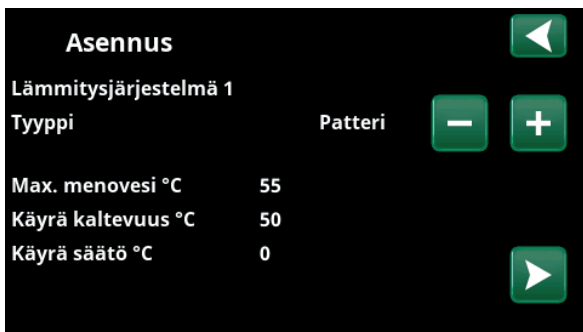 Asennus
Lämmitysjärjestelmä 1
Tyyppi Patteri − +
Max. menovesi °C 55
Käyrä kaltevuus °C 50
Käyrä säätö °C 0